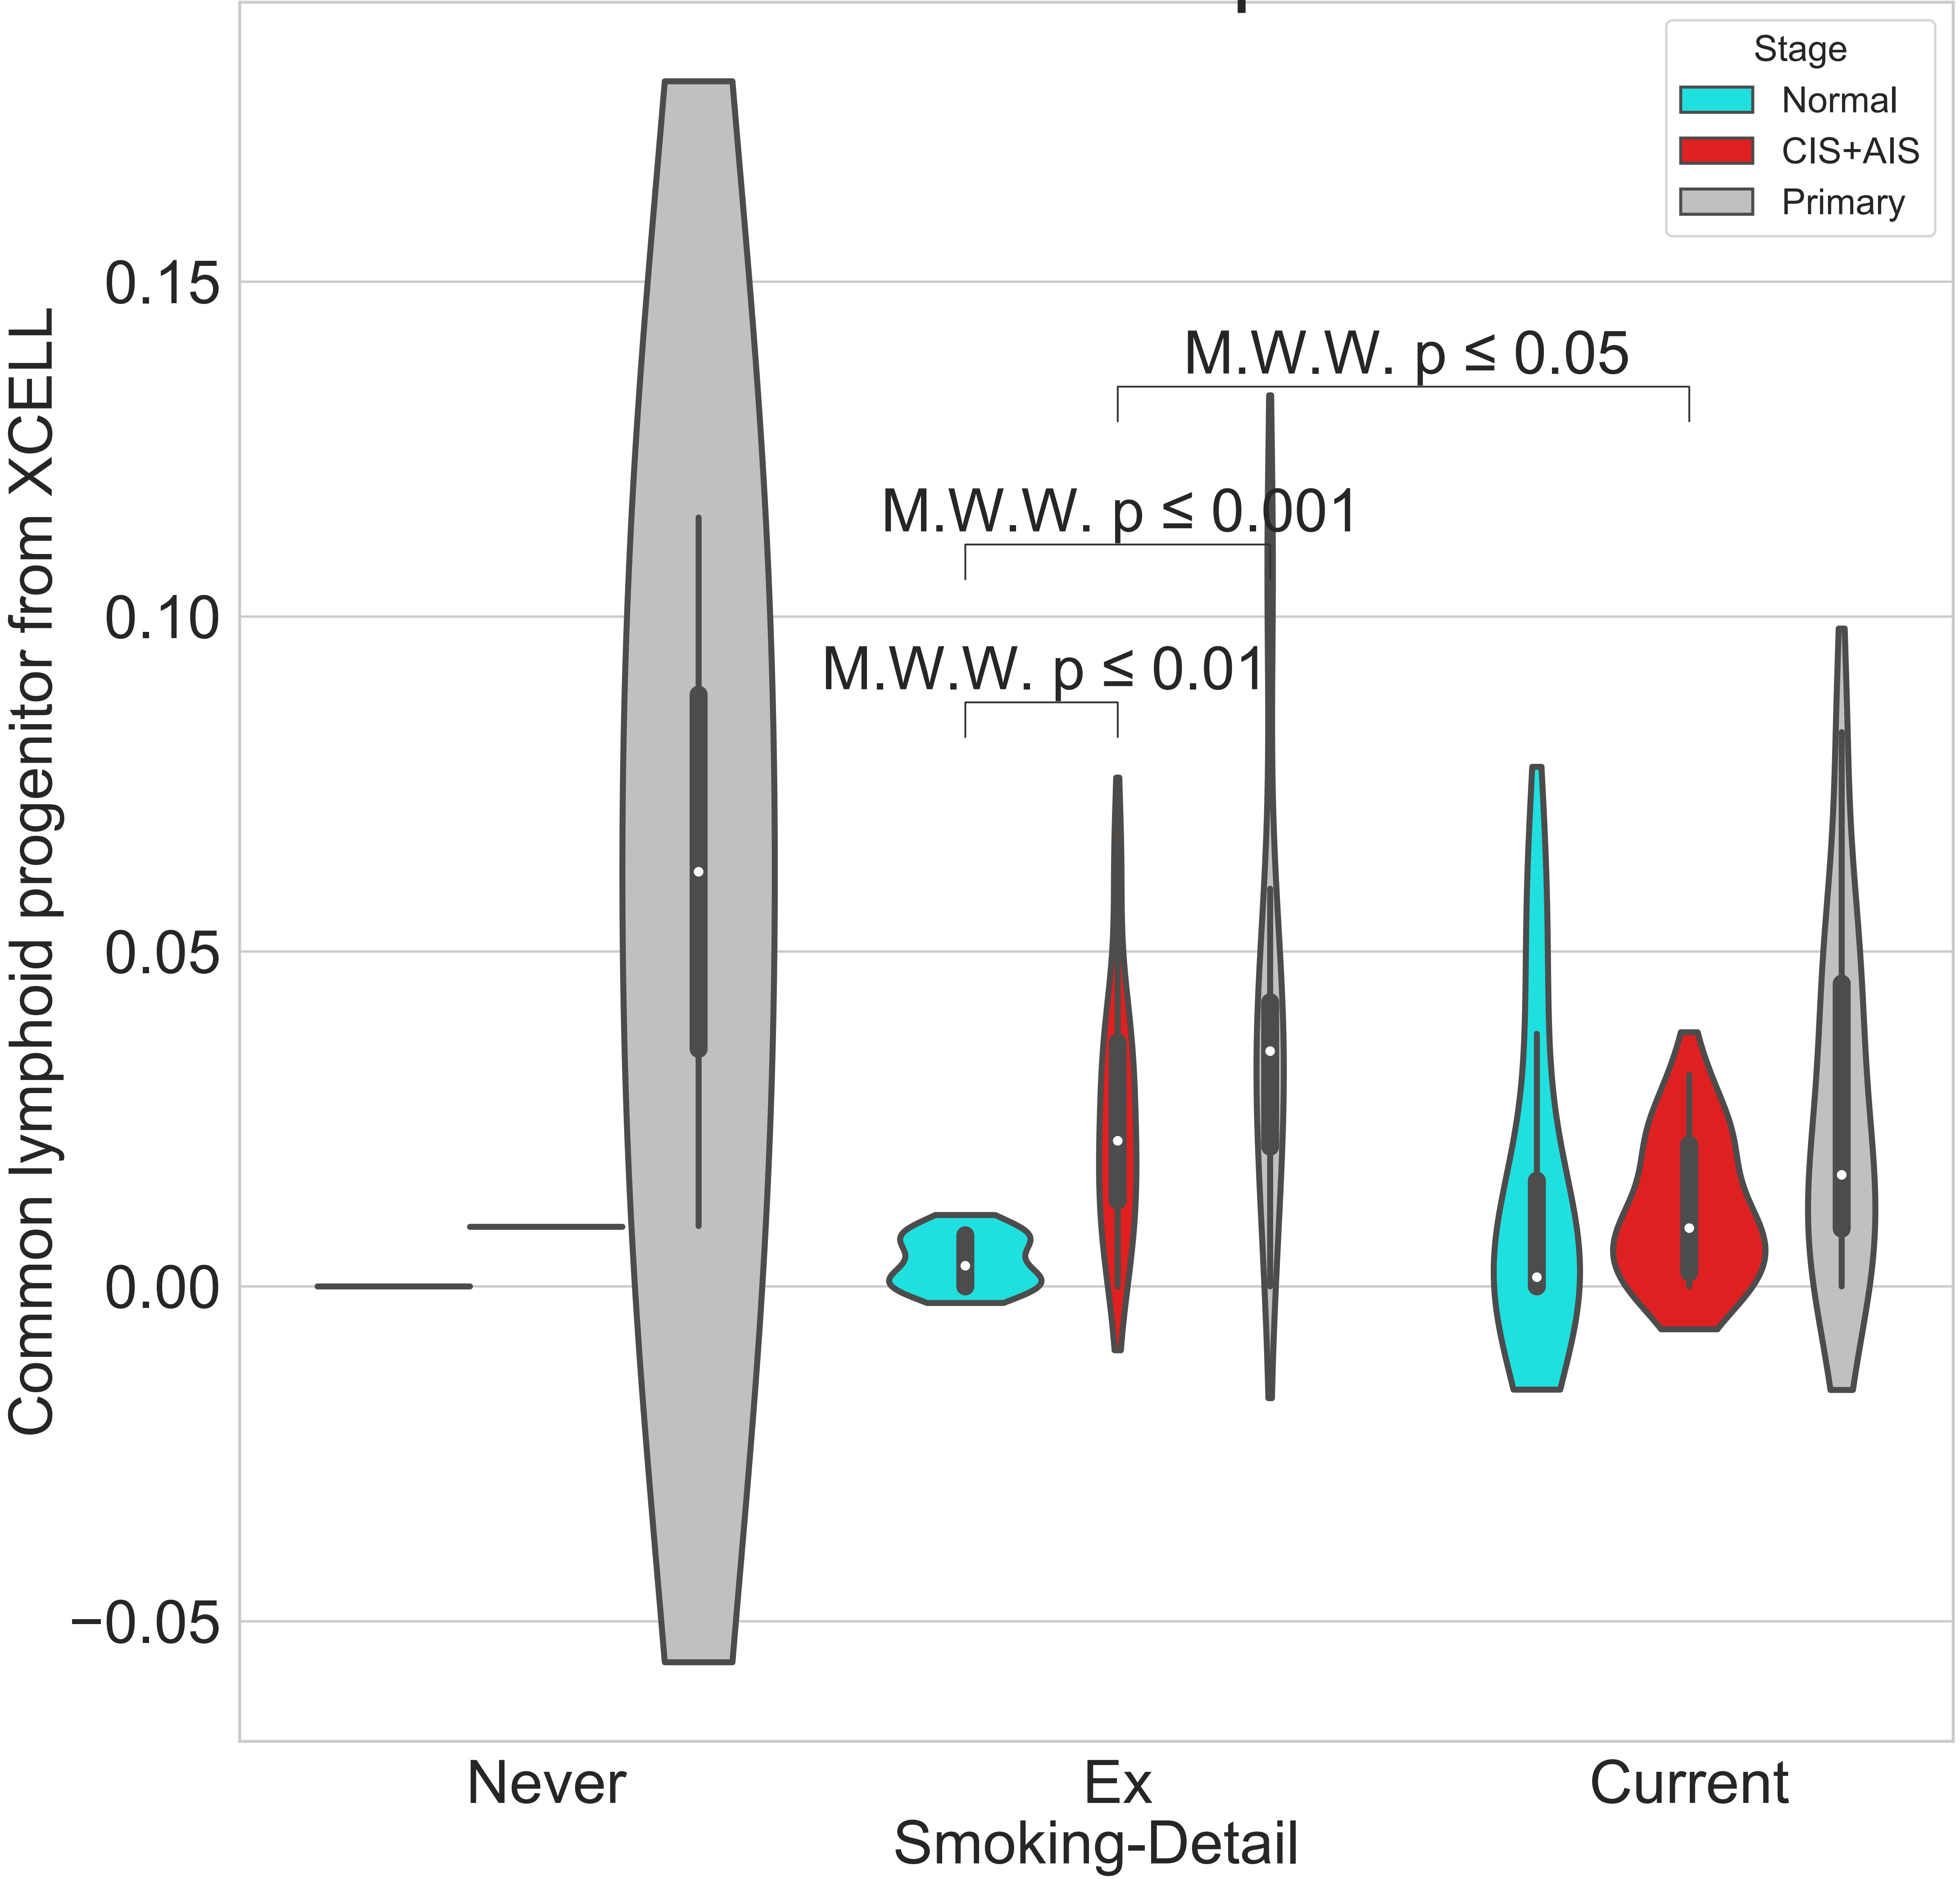 Stage
Normal
CIS+AIS
Primary
Common lymphoid progenitor from XCELL
0.15
0.10
0.05
0.00
−0.05
M.W.W. p ≤ 0.05
M.W.W. p ≤ 0.001
M.W.W. p ≤ 0.01
Never
Ex
Current
Smoking-Detail